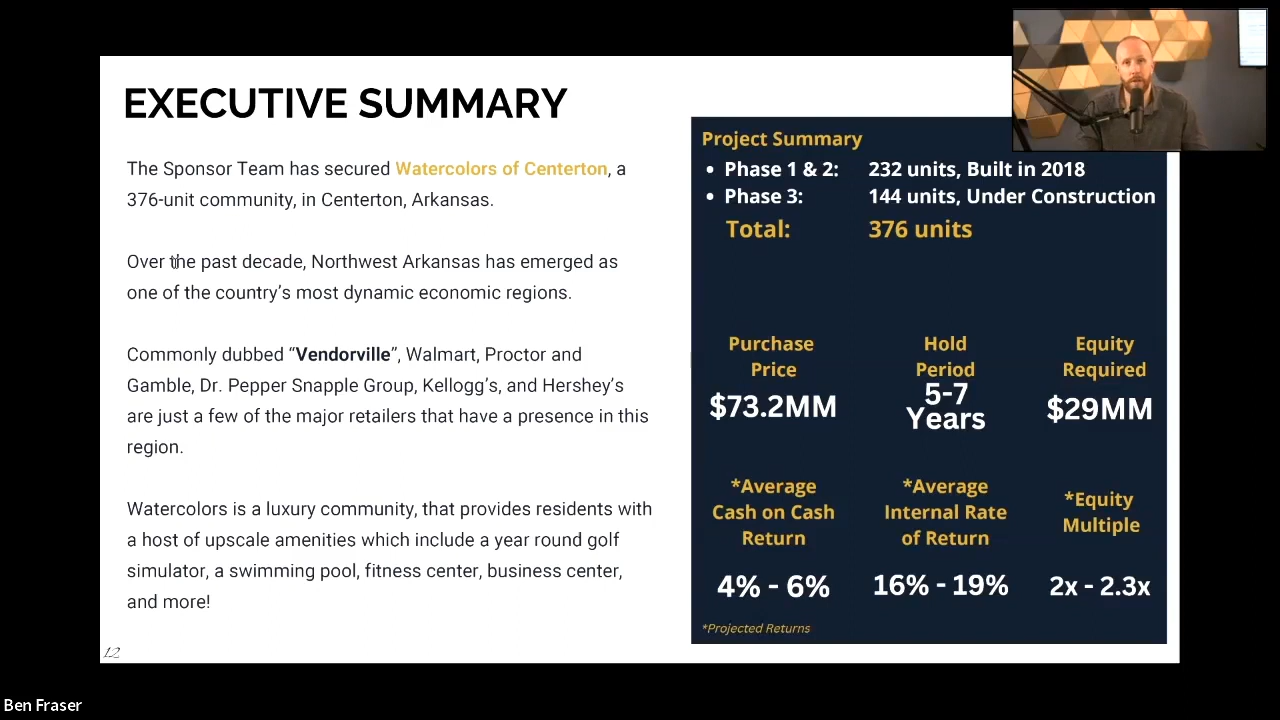 EXECUTIVE SUMMARY
The Sponsor Team has secured Watercolors of Centerton, a
376-unit community, in Centerton, Arkansas.
Over the past decade, Northwest Arkansas has emerged as
one of the country's most dynamic economic regions.
Commonly dubbed “Vendorville”, Walmart, Proctor and
Gamble, Dr. Pepper Snapple Group, Kellogg's, and Hershey's
are just a few of the major retailers that have a presence in this
region.
Watercolors is a luxury community, that provides residents with
a host of upscale amenities which include a year round golf
simulator, a swimming pool, fitness center, business center,
and more!
12
Project Summary
• Phase 1 & 2: 232 units, Built in 2018
• Phase 3: 144 units, Under Construction
Total: 376 units
Purchase
Price
$73.2MM
Hold
Period
5-7
Years
Equity
Required
$29MM
*Average
Cash on Cash
Return
4% - 6%
*Average
Internal Rate
of Return
16% - 19%
*Equity
Multiple
2x - 2.3x
*Projected Returns
Ben Fraser